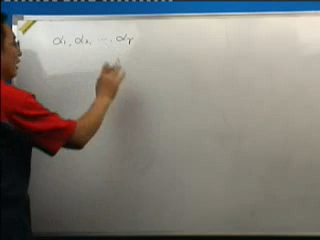 α₁, α₂, ⋯, αᵣ